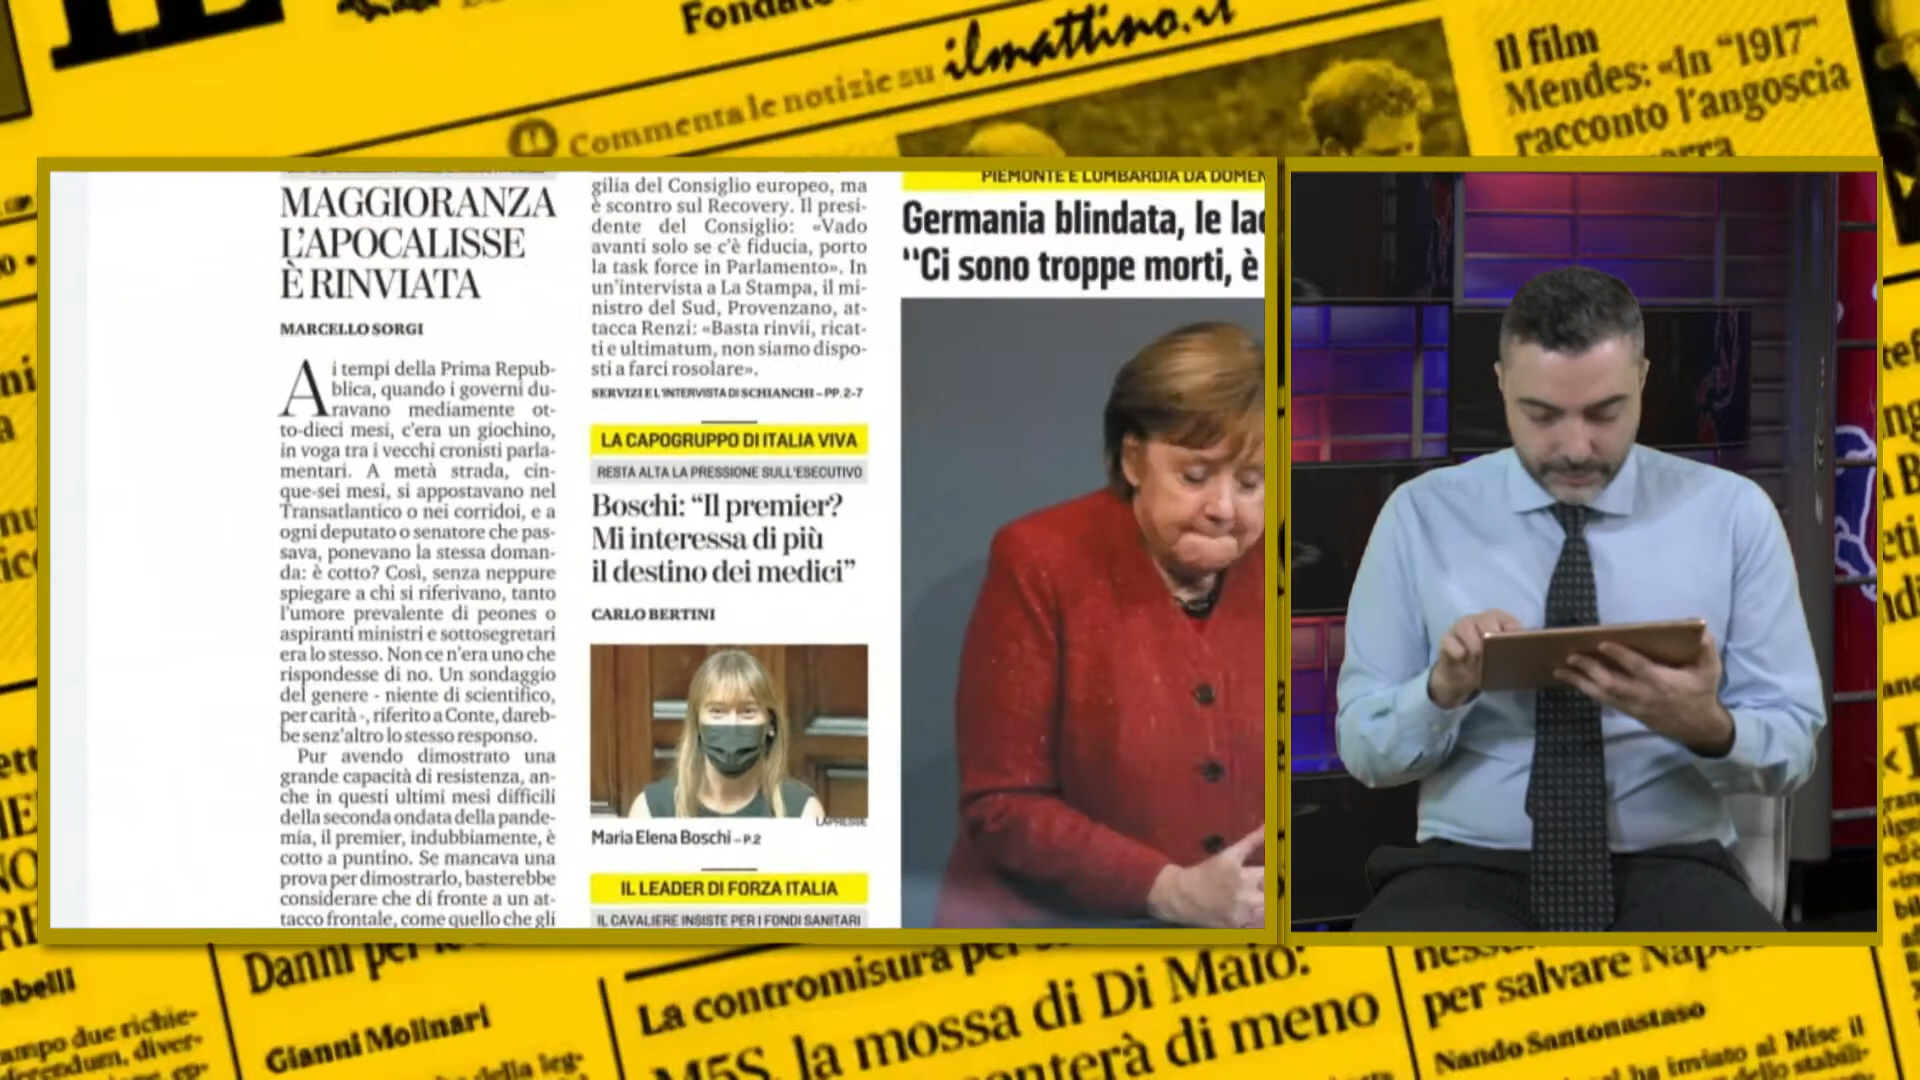 Fondato
Commenta le notizie su ilmattino.it
Il film
Mendes: «In “1917”
racconto l'angoscia
MAGGIORANZA
L'APOCALISSE
È RINVIATA
MARCELLO SORGI
Ai tempi della Prima Repub-
blica, quando i governi du-
ravano mediamente ot-
to-dieci mesi, c'era un giochino,
in voga tra i vecchi cronisti parla-
mentari. A metà strada, cin-
que-sei mesi, si appostavano nel
Transatlantico o nei corridoi, e a
ogni deputato o senatore che pas-
sava, ponevano la stessa doman-
da: è cotto? Così, senza neppure
spiegare a chi si riferivano, tanto
l'umore prevalente di peones o
aspiranti ministri e sottosegretari
era lo stesso. Non ce n'era uno che
rispondesse di no. Un sondaggio
del genere - niente di scientifico,
per carità -, riferito a Conte, dareb-
be senz'altro lo stesso responso.
Pur avendo dimostrato una
grande capacità di resistenza, an-
che in questi ultimi mesi difficili
della seconda ondata della pande-
mia, il premier, indubbiamente, è
cotto a puntino. Se mancava una
prova per dimostrarlo, basterebbe
considerare che di fronte a un at-
tacco frontale, come quello che gli
gilia del Consiglio europeo, ma
è scontro sul Recovery. Il presi-
dente del Consiglio: «Vado
avanti solo se c'è fiducia, porto
la task force in Parlamento». In
un'intervista a La Stampa, il mi-
nistro del Sud, Provenzano, at-
tacca Renzi: «Basta rinvii, ricat-
ti e ultimatum, non siamo dispo-
sti a farci rosolare».
SERVIZI E L'INTERVISTA DI SCHIANCHI – PP. 2-7
LA CAPOGRUPPO DI ITALIA VIVA
RESTA ALTA LA PRESSIONE SULL'ESECUTIVO
Boschi: “Il premier?
Mi interessa di più
il destino dei medici”
CARLO BERTINI
LAPRESSE
Maria Elena Boschi – P.2
IL LEADER DI FORZA ITALIA
IL CAVALIERE INSISTE PER I FONDI SANITARI
PIEMONTE E LOMBARDIA DA DOMEN
Germania blindata, le lac
“Ci sono troppe morti, è
abelli
Danni per
Gianni Molinari
La contromisura per
M5S, la mossa di Di Maio:
conterà di meno
per salvare Napo
Nando Santonastaso
ha inviato al Mise il